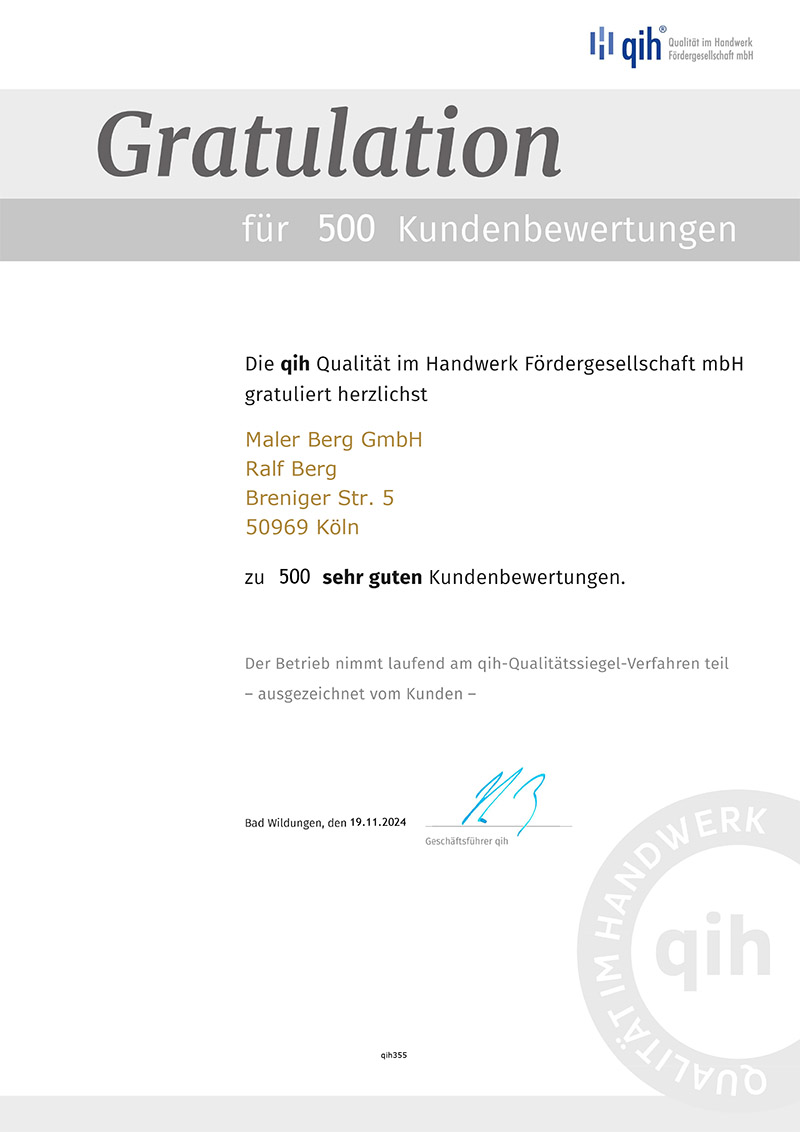 qih® Qualität im Handwerk
Fördergesellschaft mbH
Gratulation
für 500 Kundenbewertungen
Die qih Qualität im Handwerk Fördergesellschaft mbH
gratuliert herzlichst
Maler Berg GmbH
Ralf Berg
Breniger Str. 5
50969 Köln
zu 500 sehr guten Kundenbewertungen.
Der Betrieb nimmt laufend am qih-Qualitätssiegel-Verfahren teil
– ausgezeichnet vom Kunden –
Bad Wildungen, den 19.11.2024
Geschäftsführer qih
QUALITÄT IM HANDWERK
qih
qih355